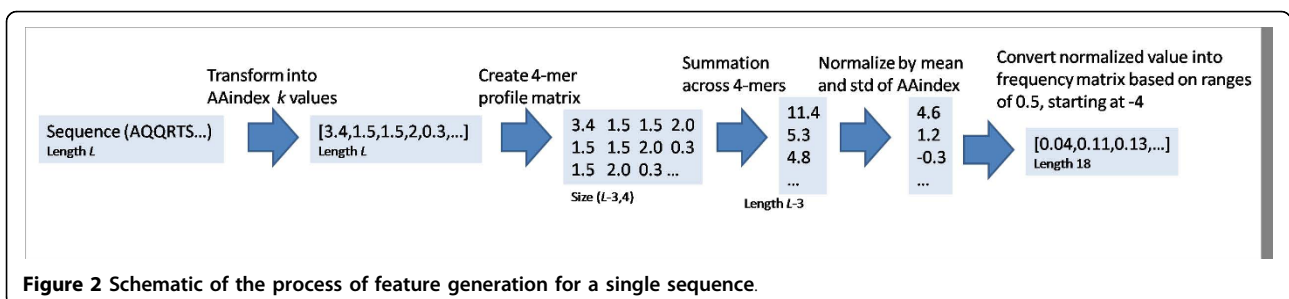 Sequence (AQQRTS...)
Length L
Transform into
AAindex k values
[3.4,1.5,1.5,2,0.3,...]
Length L
Create 4-mer
profile matrix
3.4 1.5 1.5 2.0
1.5 1.5 2.0 0.3
1.5 2.0 0.3 ...
Size (L-3,4)
Summation
across 4-mers
11.4
5.3
4.8
...
Length L-3
Normalize by mean
and std of AAindex
4.6
1.2
-0.3
...
Convert normalized value into
frequency matrix based on ranges
of 0.5, starting at -4
[0.04,0.11,0.13,...]
Length 18
Figure 2 Schematic of the process of feature generation for a single sequence.